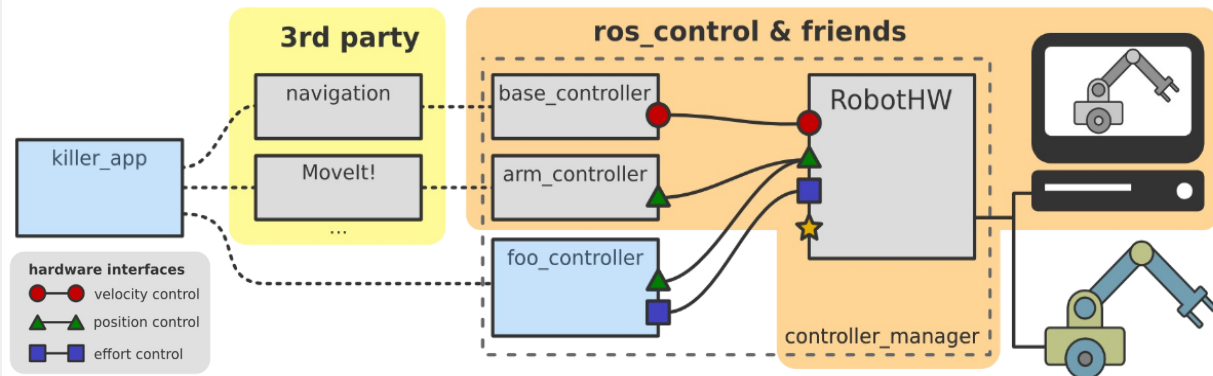 3rd party
ros_control & friends
navigation
base_controller
RobotHW
killer_app
MoveIt!
arm_controller
...
foo_controller
hardware interfaces
velocity control
position control
effort control
controller_manager